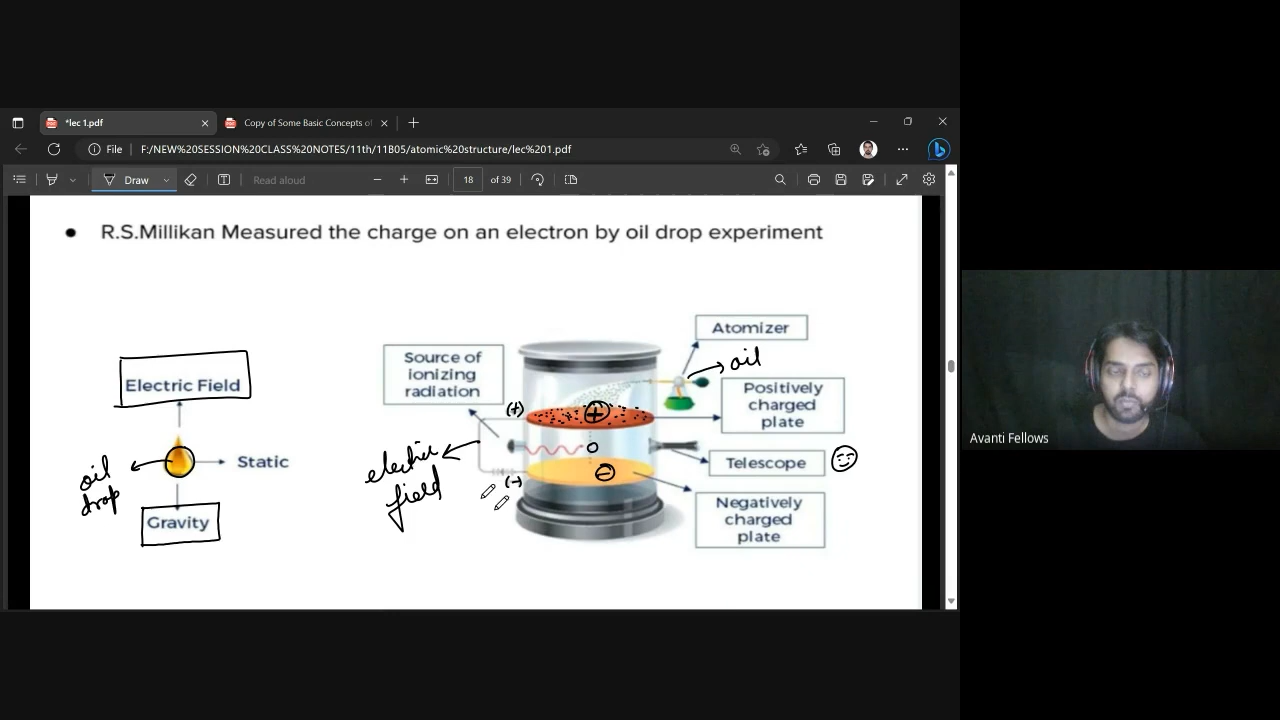 *lec 1.pdf
Copy of Some Basic Concepts of
File
F:/NEW%20SESSION%20CLASS%20NOTES/11th/11B05/atomic%20structure/lec%201.pdf
Draw
Read aloud
18
of 39
R.S.Millikan Measured the charge on an electron by oil drop experiment
Electric Field
Static
Gravity
oil
drop
Source of
ionizing
radiation
electric
field
(+)
(-)
+
-
Atomizer
oil
Positively
charged
plate
Telescope
Negatively
charged
plate
Avanti Fellows